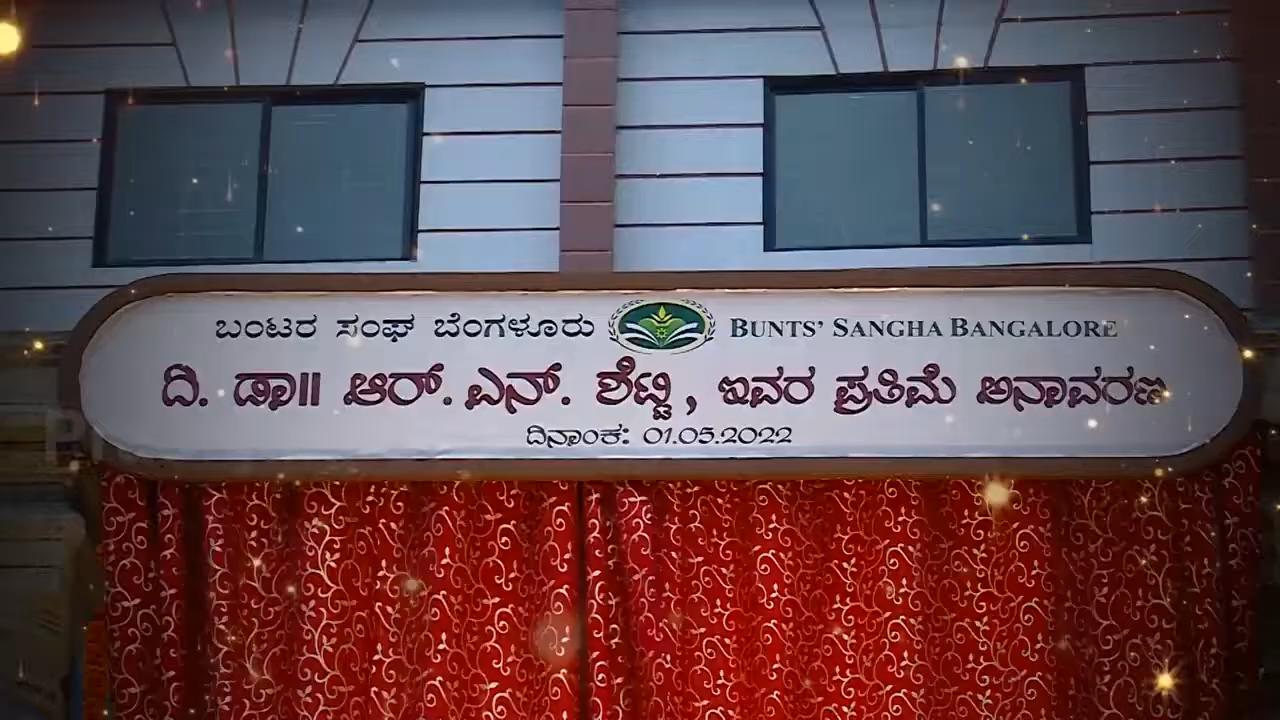 ಬಂಟರ ಸಂಘ ಬೆಂಗಳೂರು BUNTS' SANGHA BANGALORE
ದಿ. ಡಾ॥ ಆರ್. ಎನ್. ಶೆಟ್ಟಿ, ಇವರ ಪ್ರತಿಮೆ ಅನಾವರಣ
ದಿನಾಂಕ: 01.05.2022